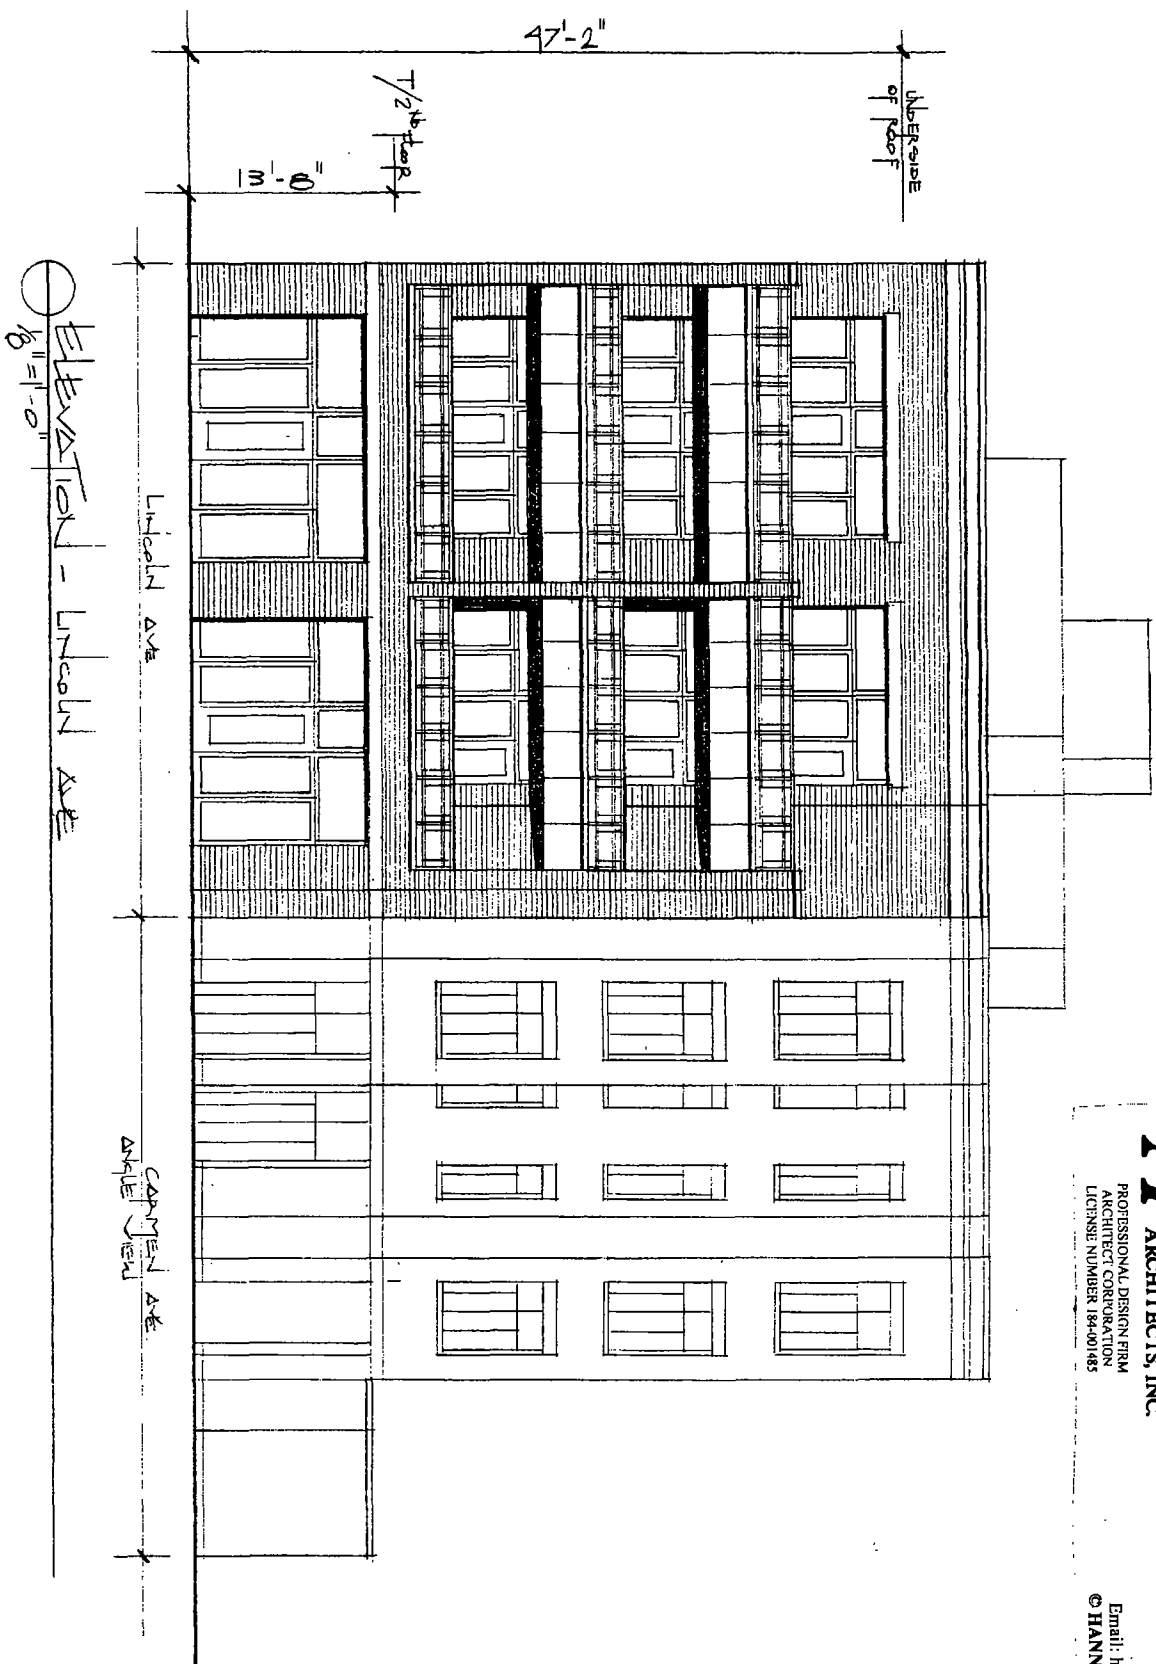 ARCHITECTS, INC.
PROFESSIONAL DESIGN FIRM
ARCHITECT CORPORATION
LICENSE NUMBER 184-001485
Email:
© HANN
UNDERSIDE
OF ROOF
47'-2"
T/2ND FLOOR
13'-8"
LINCOLN AVE
CARMEN AVE.
ANGLE VIEW
ELEVATION - LINCOLN AVE
1/8"=1'-0"